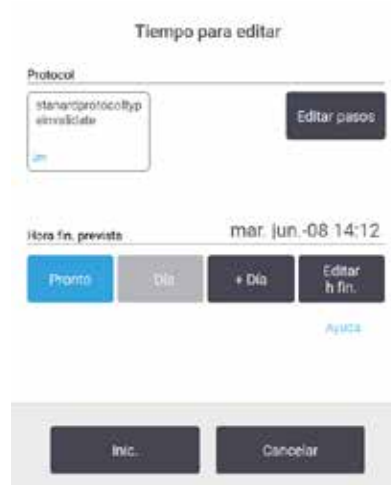 Tiempo para editar
Protocol
stanardprotocoltyp
einvalidate
Editar pasos
Hora fin. prevista
mar. jun.-08 14:12
Pronto
Día
+ Día
Editar
h fin.
Ayuda
Inic.
Cancelar